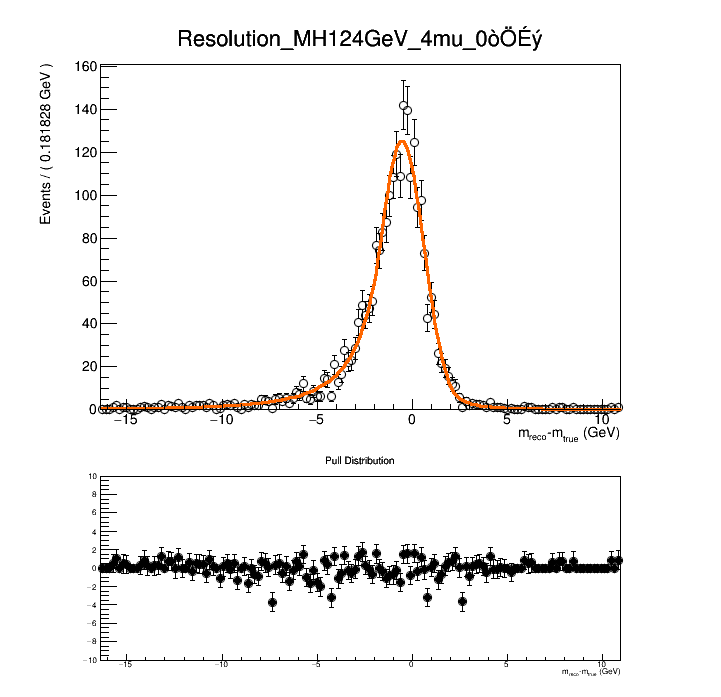 Resolution_MH124GeV_4mu_0òÖÉý
Events / ( 0.181828 GeV )
160
140
120
100
80
60
40
20
0
−15 −10 −5 0 5 10
m_reco-m_true (GeV)
Pull Distribution
10
8
6
4
2
0
−2
−4
−6
−8
−10
−15 −10 −5 0 5 10
m_reco-m_true (GeV)